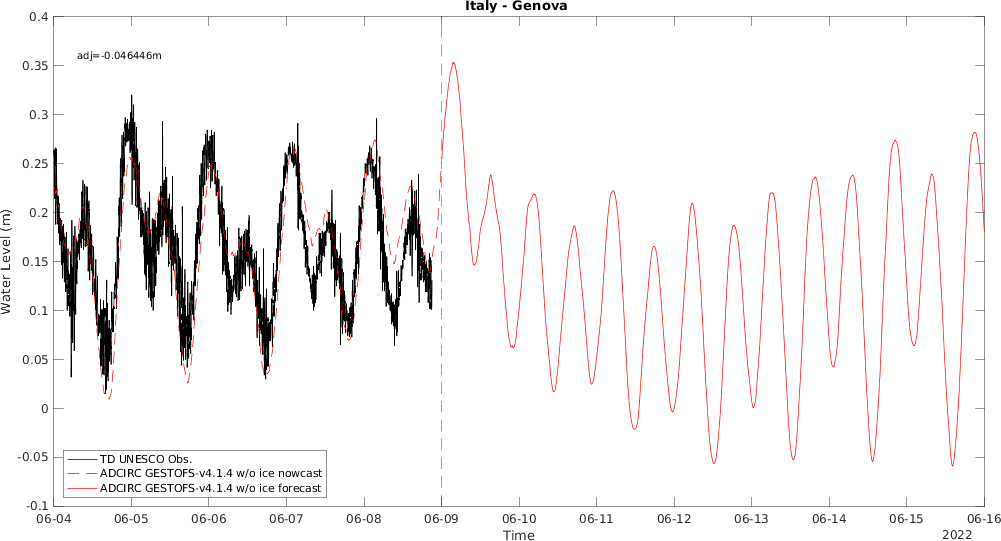 Italy - Genova
adj=-0.046446m
0.4
0.35
0.3
0.25
0.2
0.15
0.1
0.05
0
-0.05
-0.1
Water Level (m)
TD UNESCO Obs.
ADCIRC GESTOFS-v4.1.4 w/o ice nowcast
ADCIRC GESTOFS-v4.1.4 w/o ice forecast
06-04 06-05 06-06 06-07 06-08 06-09 06-10 06-11 06-12 06-13 06-14 06-15 06-16
Time
2022